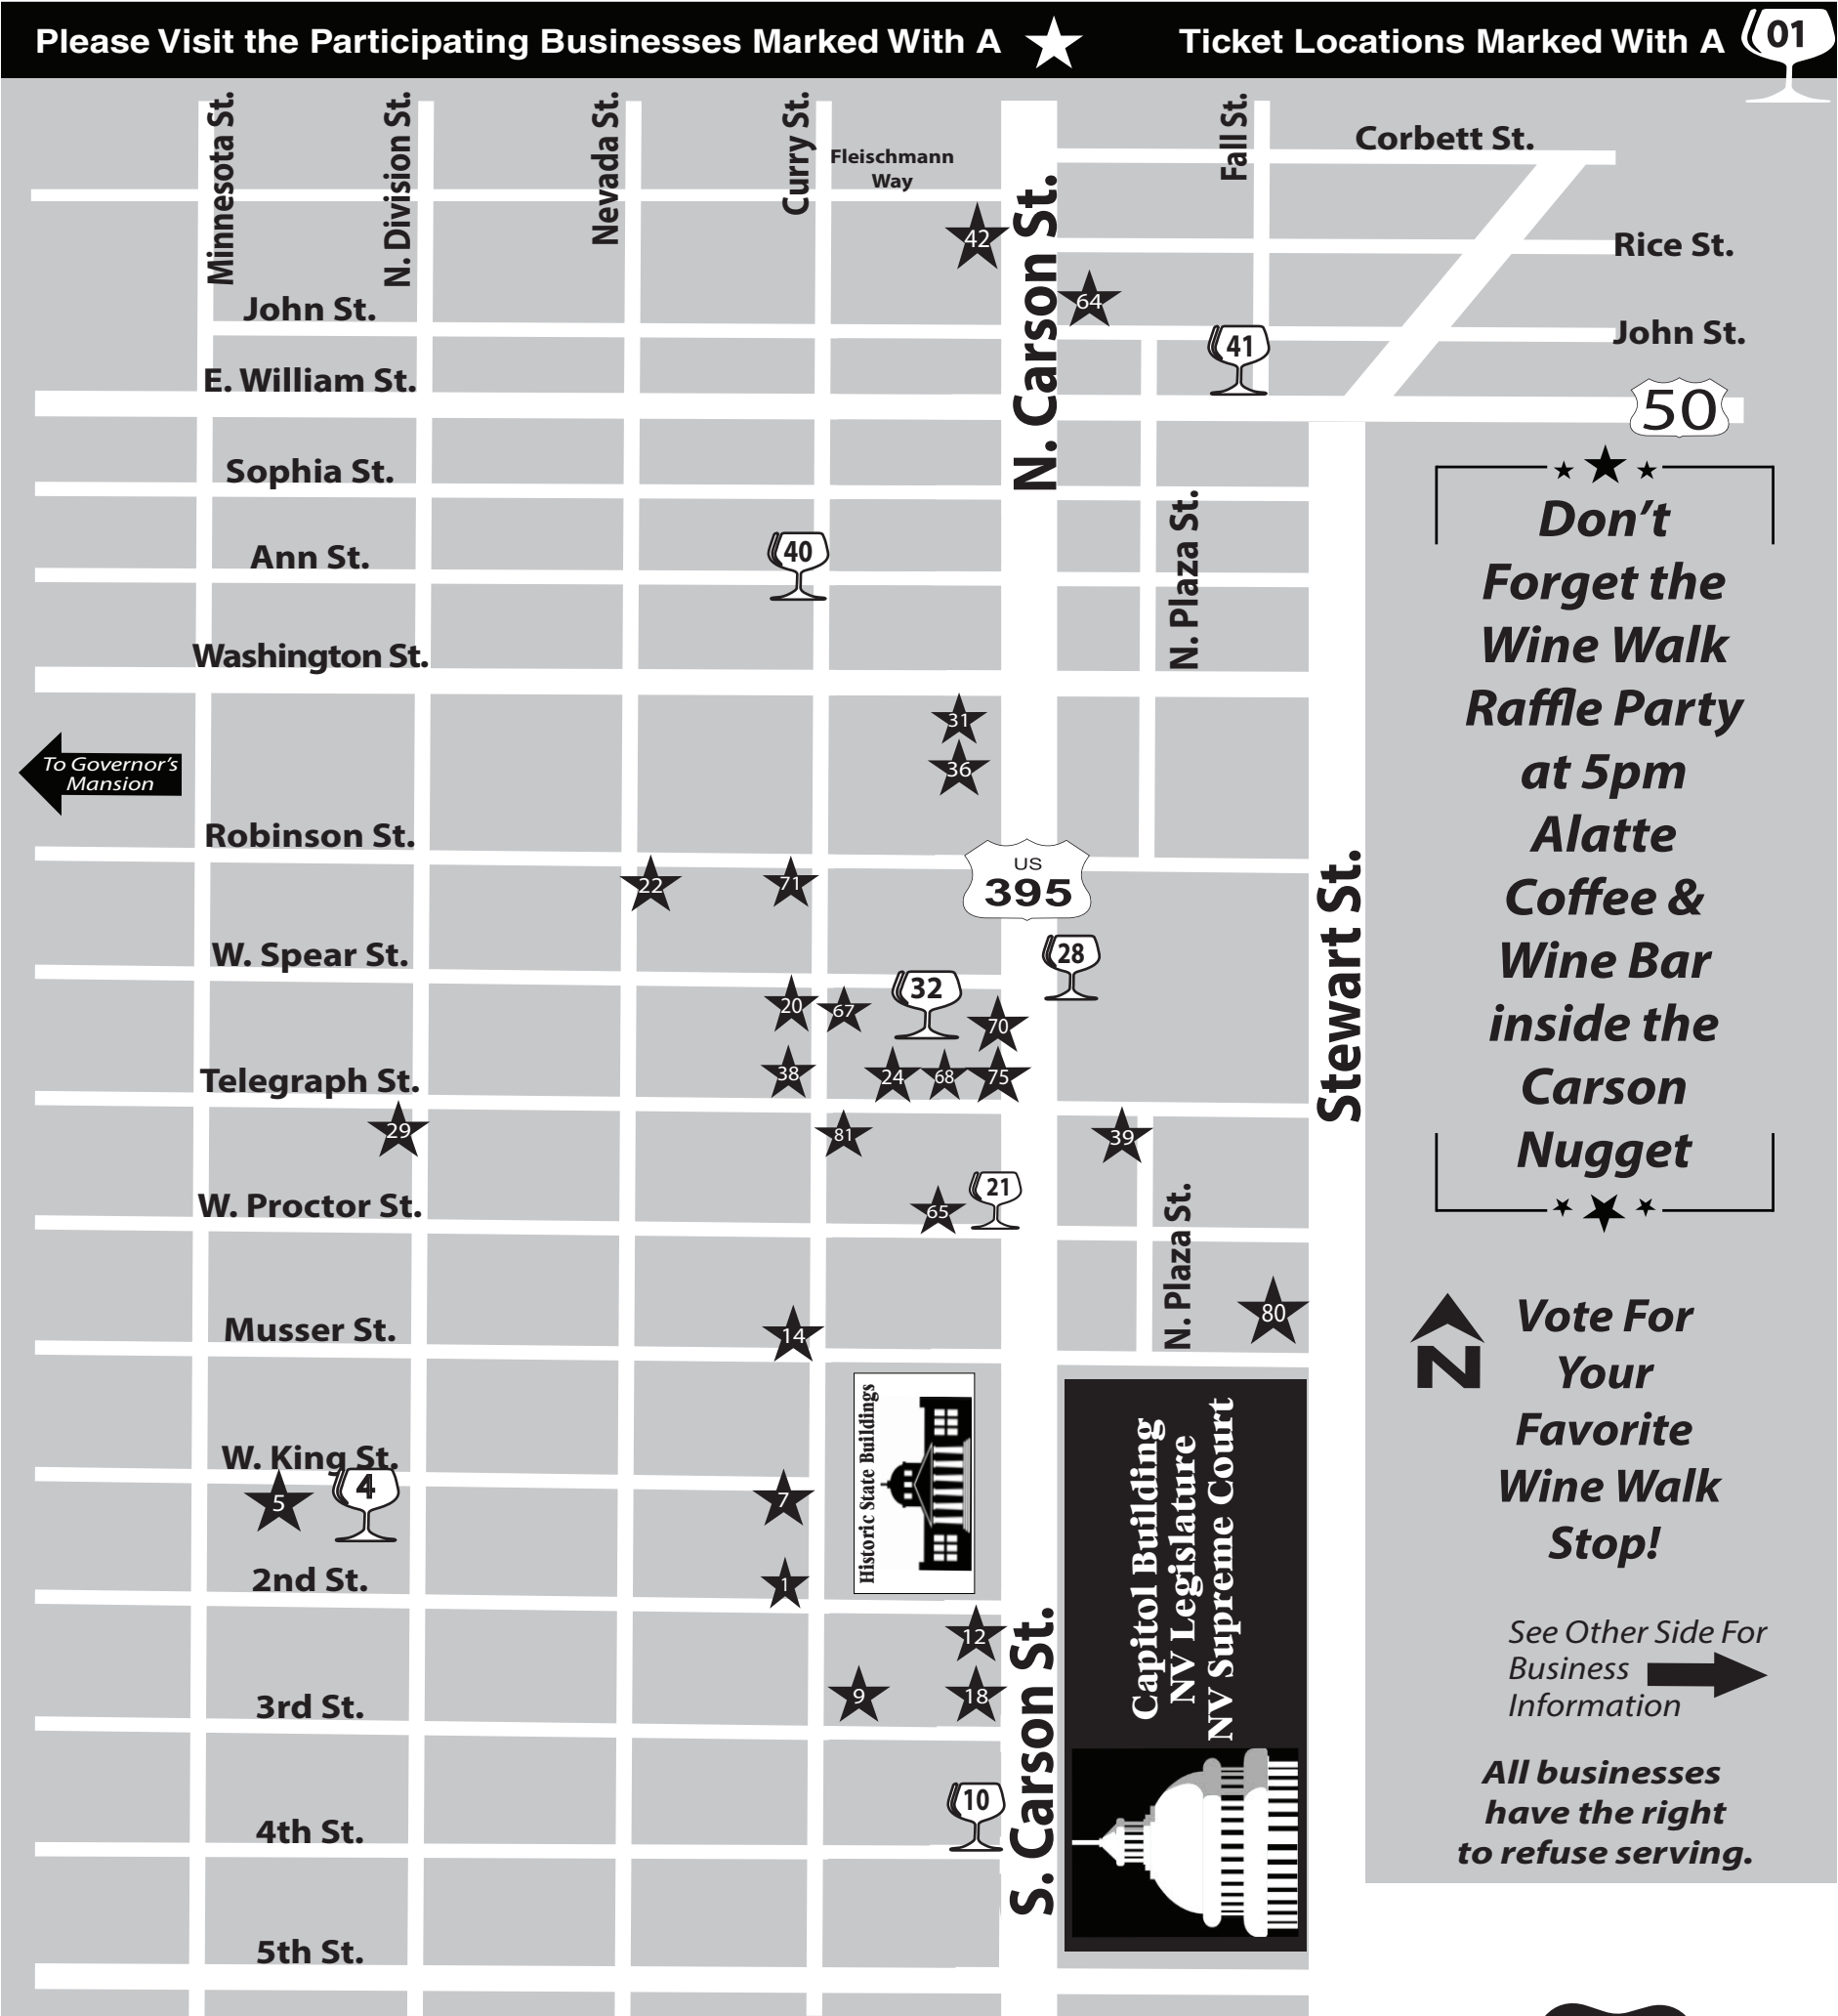 Please Visit the Participating Businesses Marked With A
Ticket Locations Marked With A
01
Minnesota St.
N. Division St.
Nevada St.
Curry St.
Fleischmann
Way
N. Carson St.
Fall St.
Corbett St.
42
Rice St.
64
John St.
John St.
41
E. William St.
50
Sophia St.
Ann St.
40
N. Plaza St.
Washington St.
31
To Governor's
Mansion
36
Robinson St.
US
395
22
71
Stewart St.
W. Spear St.
28
32
20
67
70
Telegraph St.
38
24
68
75
29
81
39
W. Proctor St.
65
21
N. Plaza St.
80
Musser St.
14
Historic State Buildings
Capitol Building
NV Legislature
NV Supreme Court
W. King St.
5
4
7
2nd St.
1
12
S. Carson St.
3rd St.
9
18
4th St.
10
5th St.
Don't
Forget the
Wine Walk
Raffle Party
at 5pm
Alatte
Coffee &
Wine Bar
inside the
Carson
Nugget
N
Vote For
Your
Favorite
Wine Walk
Stop!
See Other Side For
Business
Information
All businesses
have the right
to refuse serving.